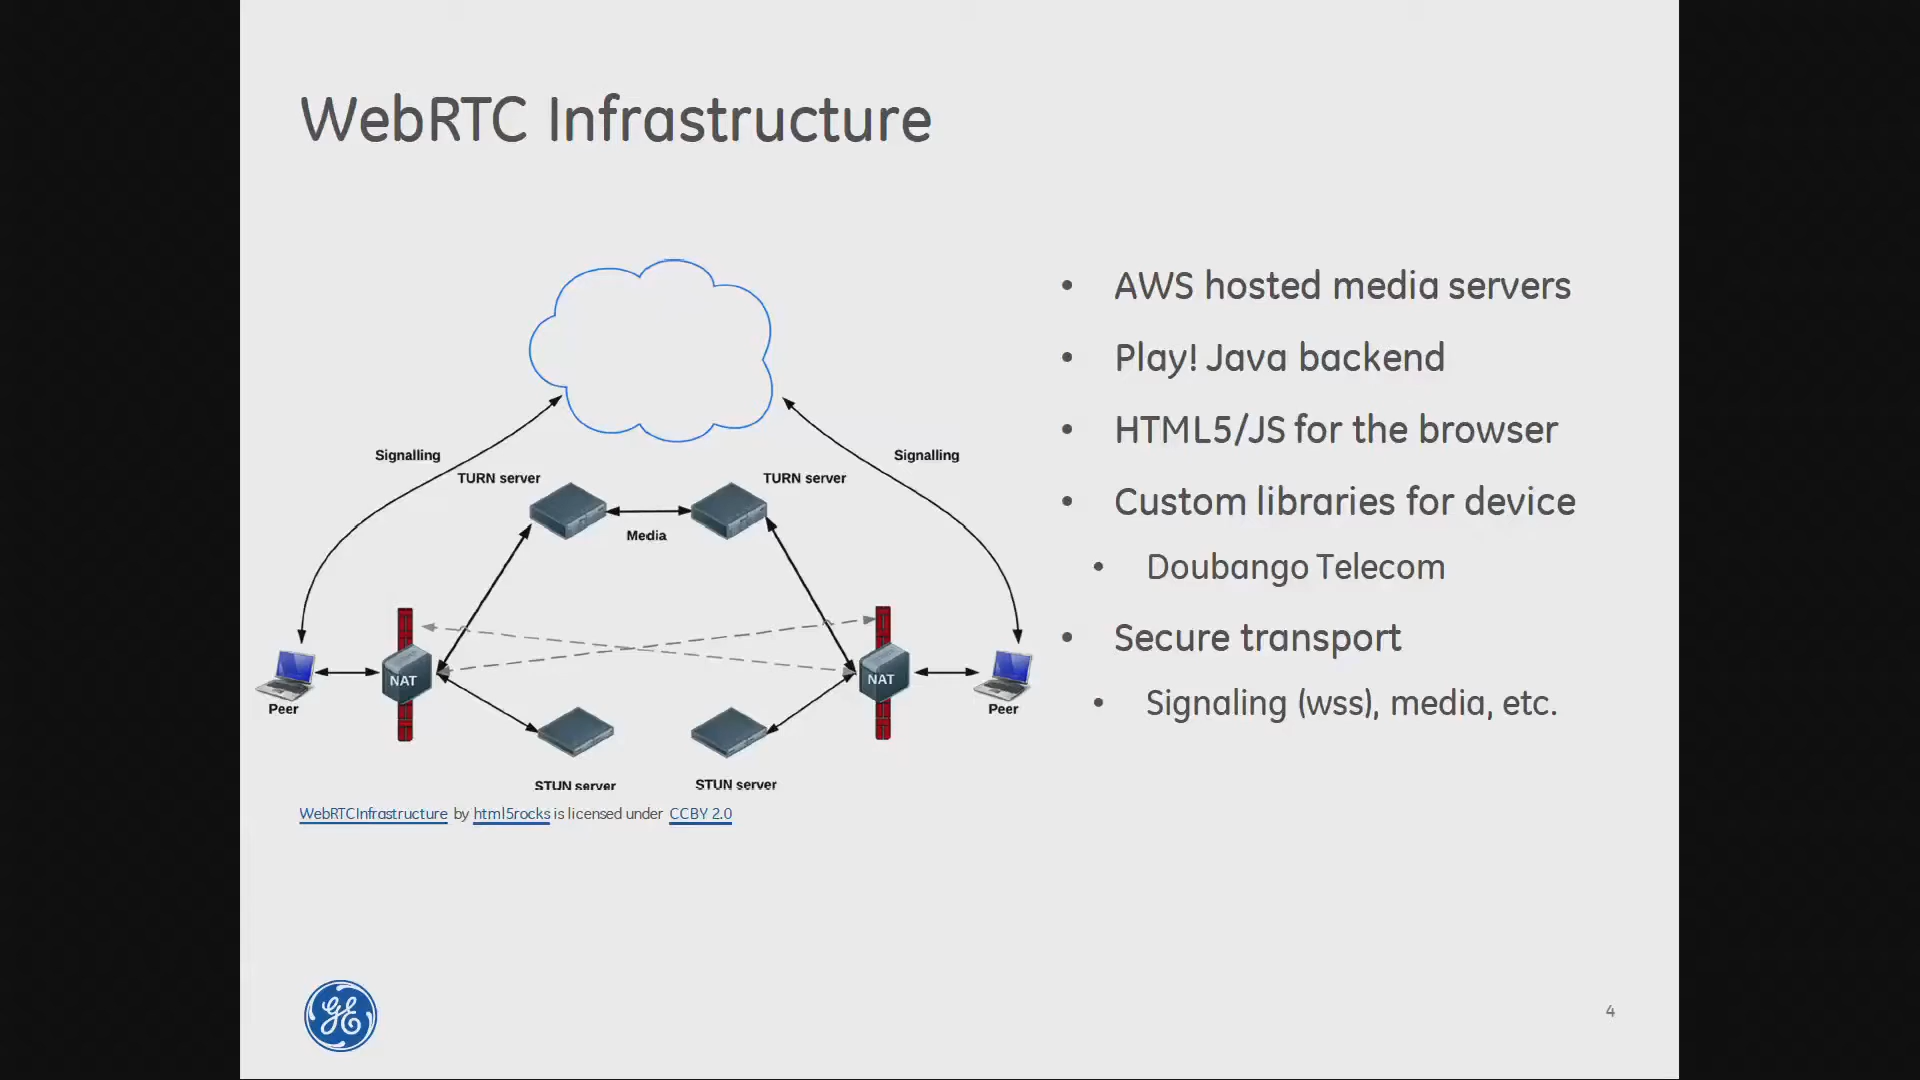 WebRTC Infrastructure
Signalling
Signalling
TURN server
TURN server
Media
NAT
NAT
Peer
Peer
STUN server
STUN server
WebRTCInfrastructure by html5rocks is licensed under CCBY 2.0
• AWS hosted media servers
• Play! Java backend
• HTML5/JS for the browser
• Custom libraries for device
• Doubango Telecom
• Secure transport
• Signaling (wss), media, etc.
GE
4